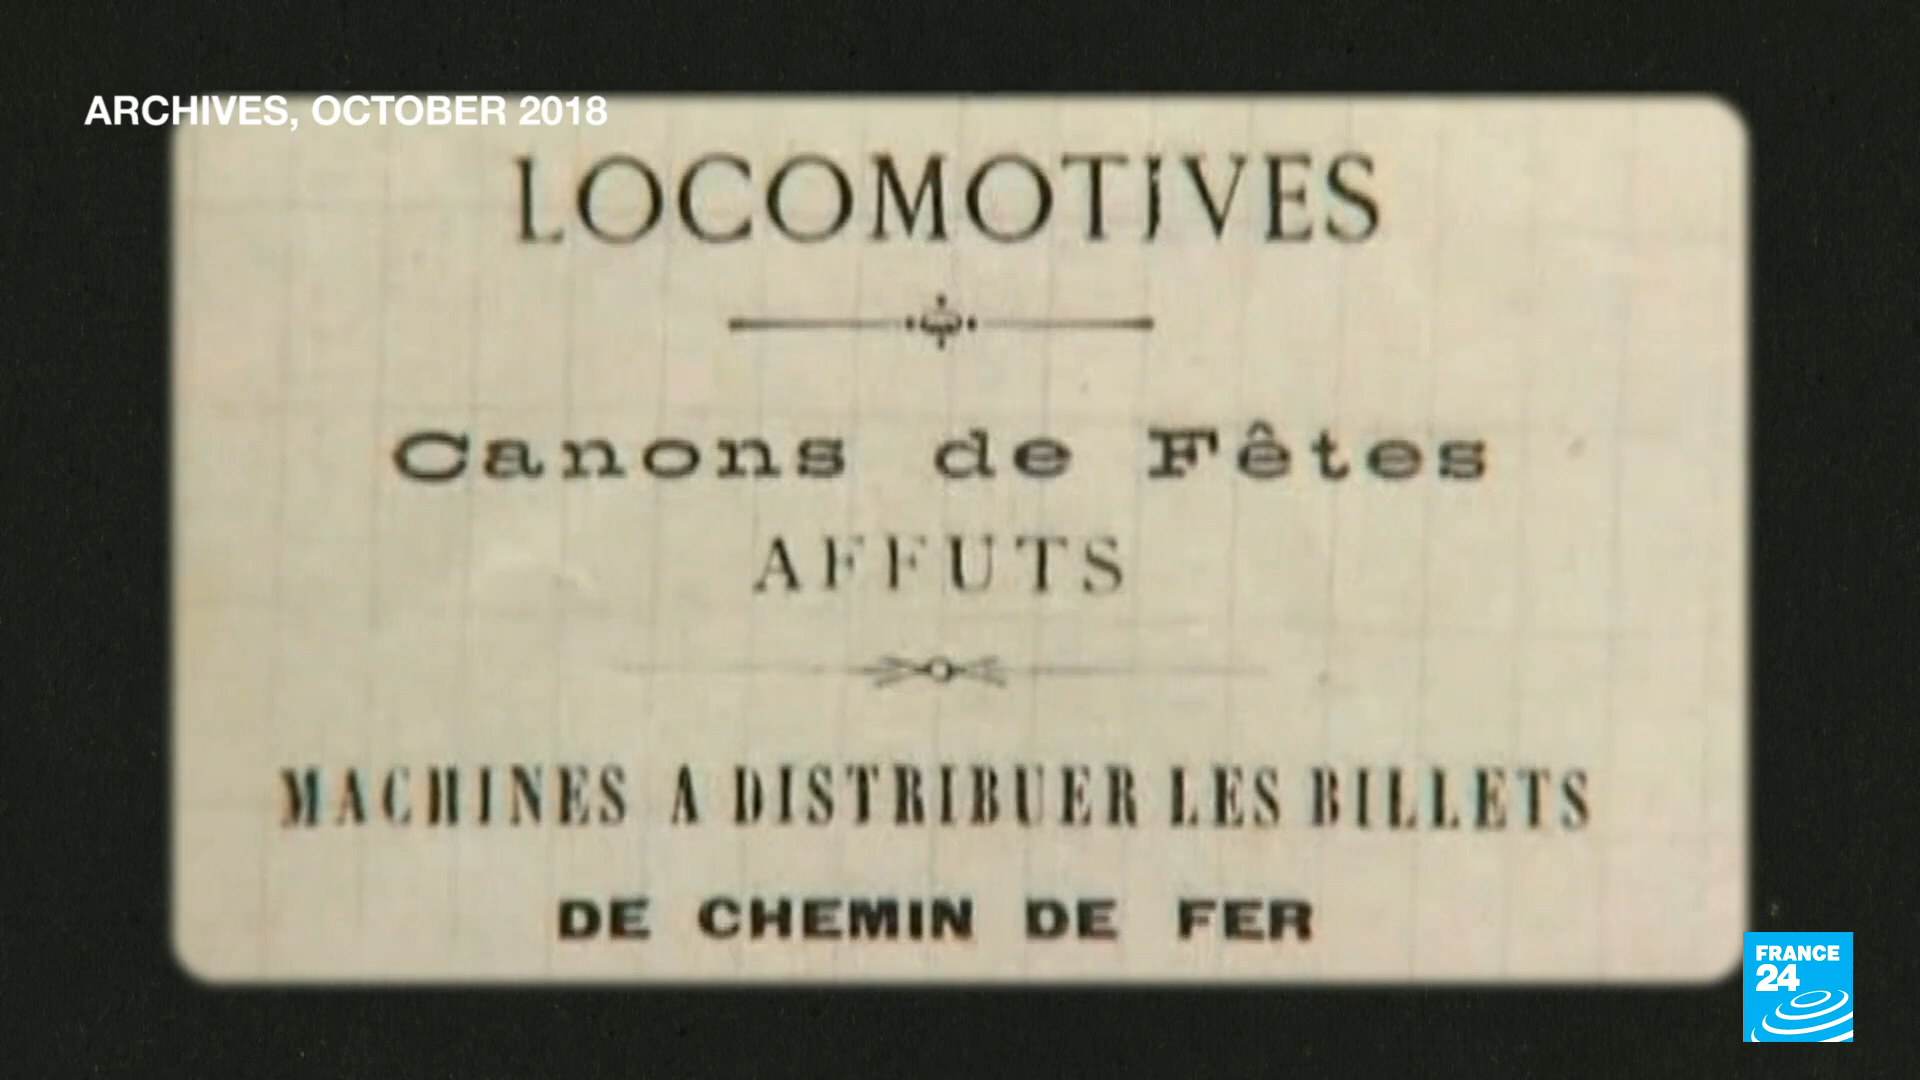 ARCHIVES, OCTOBER 2018
LOCOMOTIVES
Canons de Fêtes
AFFUTS
MACHINES A DISTRIBUER LES BILLETS
DE CHEMIN DE FER
FRANCE
24